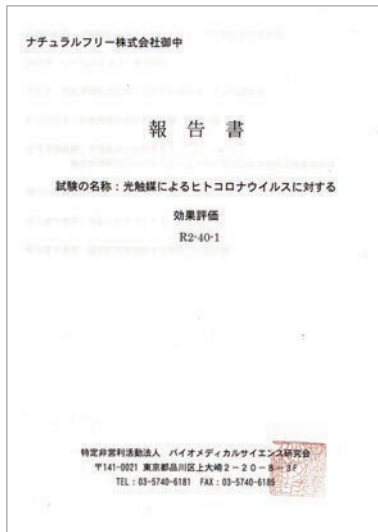 ナチュラルフリー株式会社御中
報告書
試験の名称：光触媒によるヒトコロナウイルスに対する
効果評価
R2-40-1
特定非営利活動法人 バイオメディカルサイエンス研究会
〒141-0021 東京都品川区上大崎2－20－8－3F
TEL：03-5740-6181 FAX：03-5740-6185